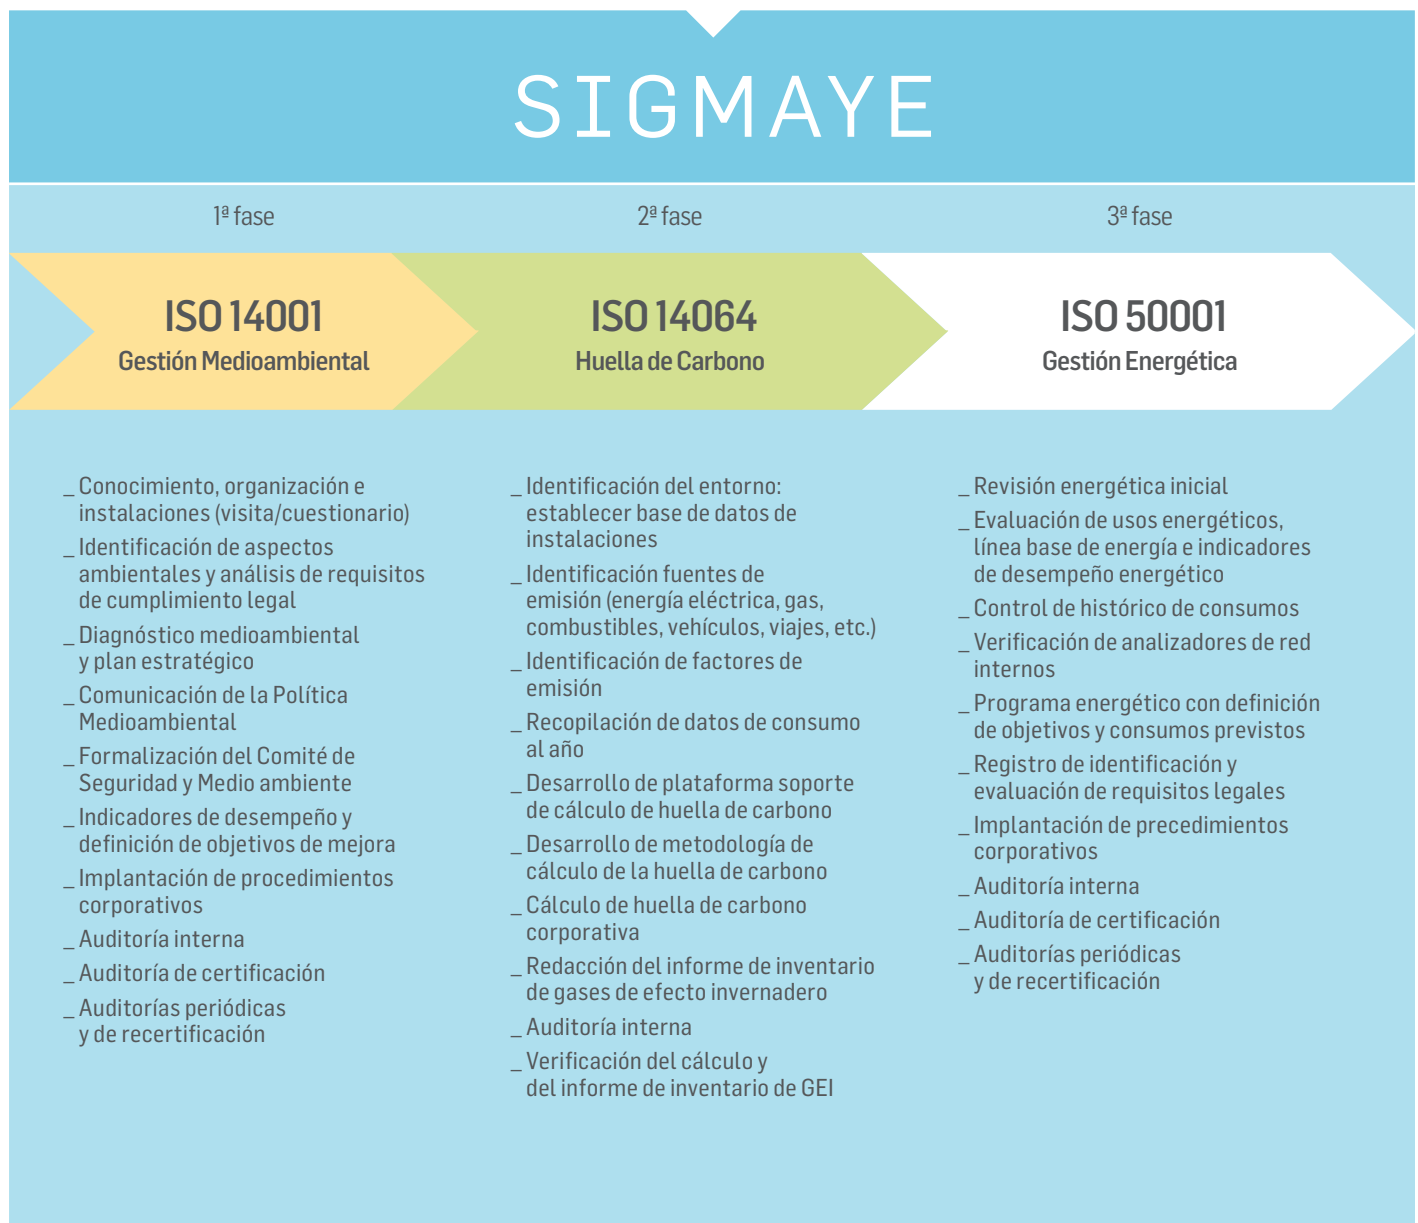 SIGMAYE
1ª fase
2ª fase
3ª fase
ISO 14001
Gestión Medioambiental
ISO 14064
Huella de Carbono
ISO 50001
Gestión Energética
_ Conocimiento, organización e
instalaciones (visita/cuestionario)
_ Identificación de aspectos
ambientales y análisis de requisitos
de cumplimiento legal
_ Diagnóstico medioambiental
y plan estratégico
_ Comunicación de la Política
Medioambiental
_ Formalización del Comité de
Seguridad y Medio ambiente
_ Indicadores de desempeño y
definición de objetivos de mejora
_ Implantación de procedimientos
corporativos
_ Auditoría interna
_ Auditoría de certificación
_ Auditorías periódicas
y de recertificación
_ Identificación del entorno:
establecer base de datos de
instalaciones
_ Identificación fuentes de
emisión (energía eléctrica, gas,
combustibles, vehículos, viajes, etc.)
_ Identificación de factores de
emisión
_ Recopilación de datos de consumo
al año
_ Desarrollo de plataforma soporte
de cálculo de huella de carbono
_ Desarrollo de metodología de
cálculo de la huella de carbono
_ Cálculo de huella de carbono
corporativa
_ Redacción del informe de inventario
de gases de efecto invernadero
_ Auditoría interna
_ Verificación del cálculo y
del informe de inventario de GEI
_ Revisión energética inicial
_ Evaluación de usos energéticos,
línea base de energía e indicadores
de desempeño energético
_ Control de histórico de consumos
_ Verificación de analizadores de red
internos
_ Programa energético con definición
de objetivos y consumos previstos
_ Registro de identificación y
evaluación de requisitos legales
_ Implantación de precedimientos
corporativos
_ Auditoría interna
_ Auditoría de certificación
_ Auditorías periódicas
y de recertificación